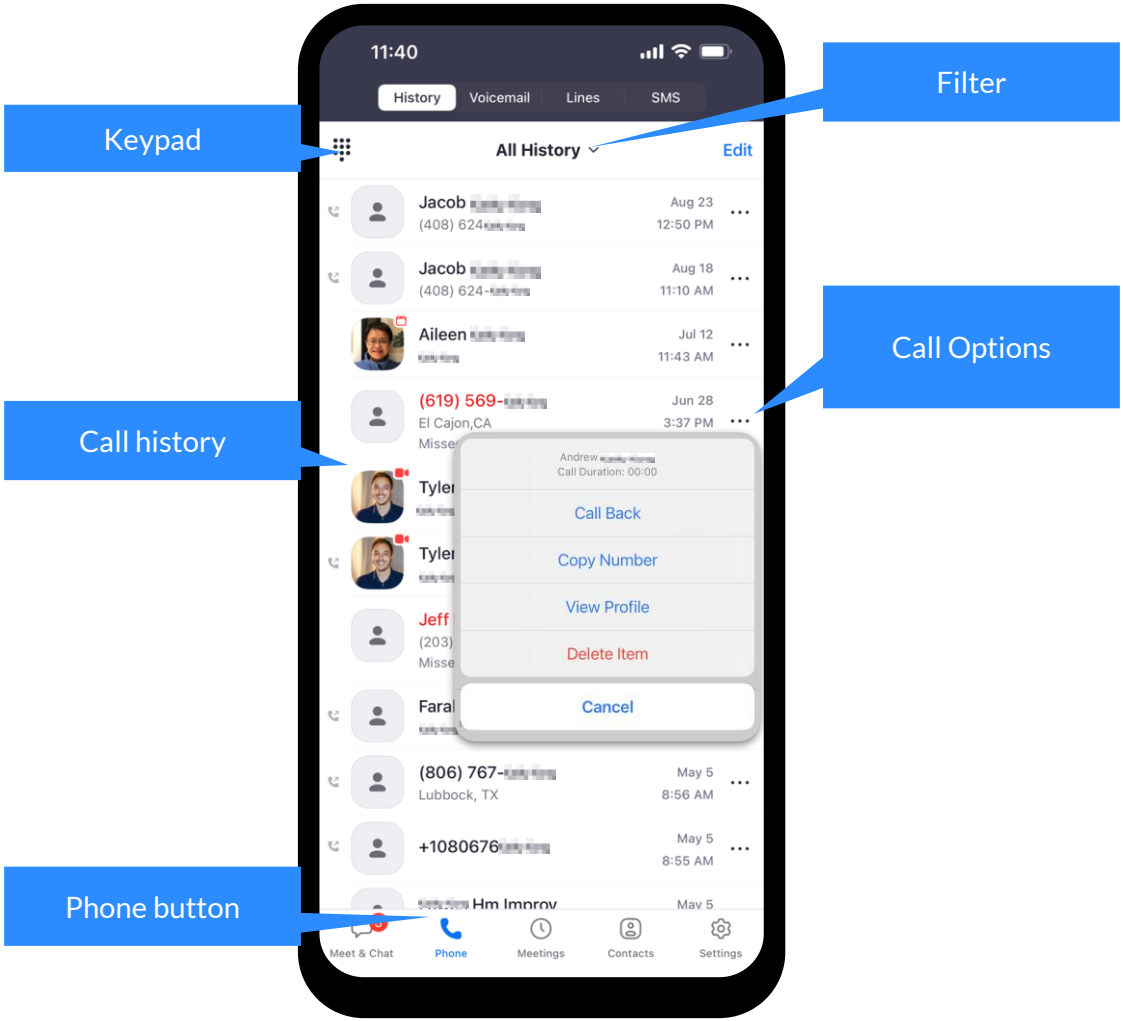 11:40
History Voicemail Lines SMS
Filter
Keypad
All History
Edit
Jacob
Aug 23
(408) 624
12:50 PM
Jacob
Aug 18
(408) 624-
11:10 AM
Aileen
Jul 12
11:43 AM
Call Options
(619) 569-
Jun 28
El Cajon,CA
3:37 PM
Call history
Andrew
Call Duration: 00:00
Call Back
Copy Number
View Profile
Delete Item
Cancel
Tyler
Tyler
Jeff
(203)
(806) 767-
May 5
Lubbock, TX
8:56 AM
+1080676
May 5
8:55 AM
Phone button
Hm Improv
May 5
Meet & Chat Phone Meetings Contacts Settings